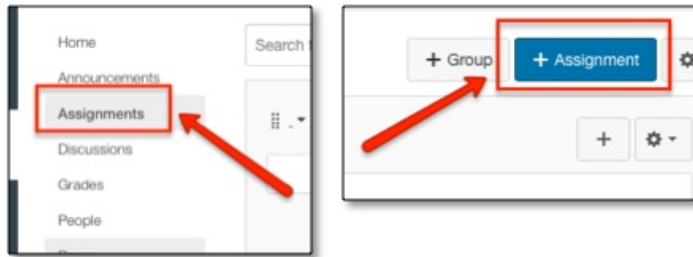 Home
Announcements
Assignments
Discussions
Grades
People
Search
+ Group
+ Assignment
+